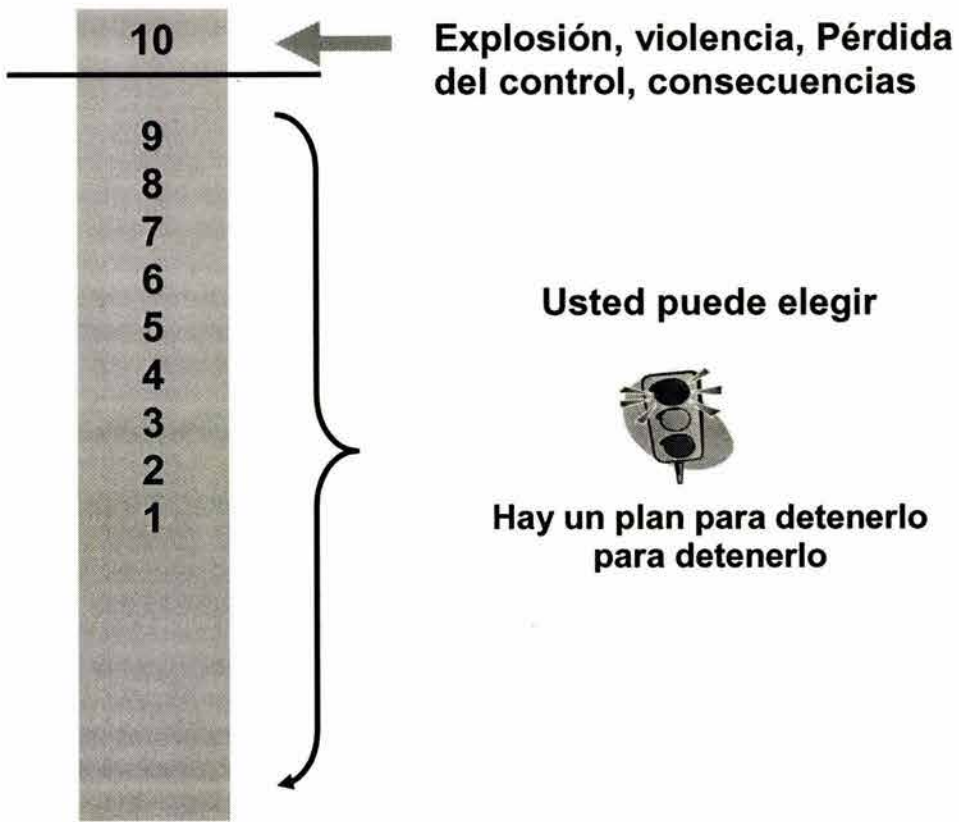 10
Explosión, violencia, Pérdida
del control, consecuencias
9
8
7
6
5
4
3
2
1
Usted puede elegir
Hay un plan para detenerlo
para detenerlo